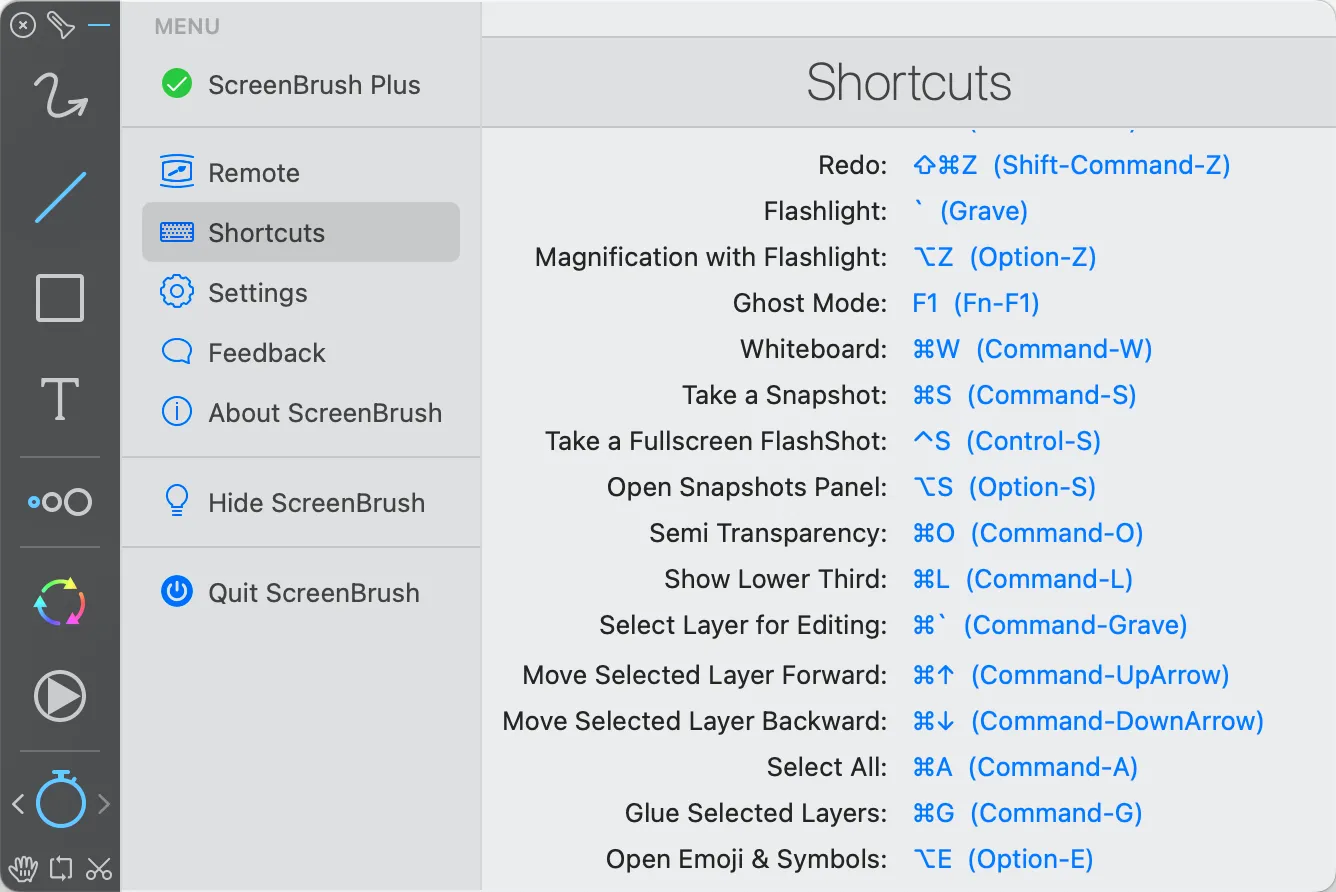 MENU
ScreenBrush Plus
Remote
Shortcuts
Settings
Feedback
About ScreenBrush
Hide ScreenBrush
Quit ScreenBrush
T
Shortcuts
Redo: ⇧⌘Z (Shift-Command-Z)
Flashlight: ` (Grave)
Magnification with Flashlight: ⌥Z (Option-Z)
Ghost Mode: F1 (Fn-F1)
Whiteboard: ⌘W (Command-W)
Take a Snapshot: ⌘S (Command-S)
Take a Fullscreen FlashShot: ^S (Control-S)
Open Snapshots Panel: ⌥S (Option-S)
Semi Transparency: ⌘O (Command-O)
Show Lower Third: ⌘L (Command-L)
Select Layer for Editing: ⌘` (Command-Grave)
Move Selected Layer Forward: ⌘↑ (Command-UpArrow)
Move Selected Layer Backward: ⌘↓ (Command-DownArrow)
Select All: ⌘A (Command-A)
Glue Selected Layers: ⌘G (Command-G)
Open Emoji & Symbols: ⌥E (Option-E)